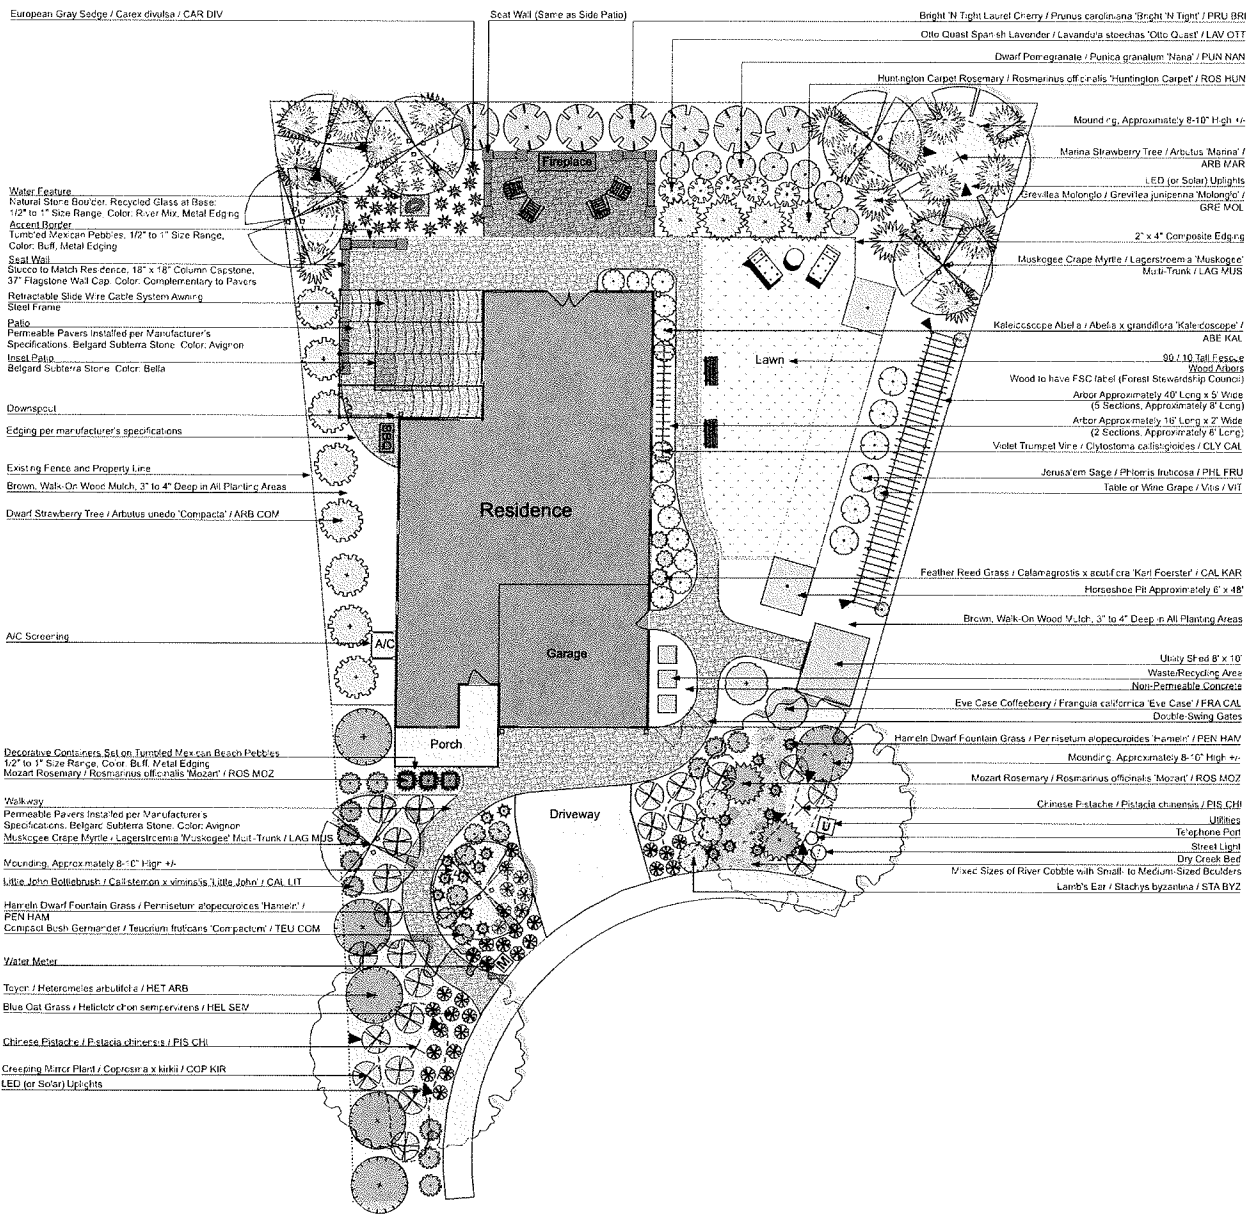 European Gray Sedge / Carex divulsa / CAR DIV
Seat Wall (Same as Side Patio)
Bright 'N Tight Laurel Cherry / Prunus caroliniana 'Bright 'N Tight' / PRU BRI
Otto Quast Spanish Lavender / Lavandula stoechas 'Otto Quast' / LAV OTT
Dwarf Pomegranate / Punica granatum 'Nana' / PUN NAN
Huntington Carpet Rosemary / Rosmarinus officinalis 'Huntington Carpet' / ROS HUN
Mounding, Approximately 8-10" High +/-
Marina Strawberry Tree / Arbutus 'Marina' /
ARB MAR
LED (or Solar) Uplights
Grevillea Molonglo / Grevillea juniperina 'Molonglo' /
GRE MOL
2" x 4" Composite Edging
Muskogee Crape Myrtle / Lagerstroemia 'Muskogee'
Multi-Trunk / LAG MUS
Kaleidoscope Abelia / Abelia x grandiflora 'Kaleidoscope' /
ABE KAL
90 / 10 Tall Fescue
Wood Arbors
Wood to have FSC label (Forest Stewardship Council)
Arbor Approximately 40' Long x 5' Wide
(5 Sections, Approximately 8' Long)
Arbor Approximately 16' Long x 2' Wide
(2 Sections, Approximately 8' Long)
Violet Trumpet Vine / Clytostoma callistigioides / CLY CAL
Jerusalem Sage / Phlomis fruticosa / PHL FRU
Table or Wine Grape / Vitis / VIT
Feather Reed Grass / Calamagrostis x acutiflora 'Karl Foerster' / CAL KAR
Horseshoe Pit Approximately 6' x 48'
Brown, Walk-On Wood Mulch, 3" to 4" Deep in All Planting Areas
Utility Shed 8' x 10'
Waste/Recycling Area
Non-Permeable Concrete
Eve Case Coffeeberry / Frangula californica 'Eve Case' / FRA CAL
Double-Swing Gates
Hameln Dwarf Fountain Grass / Pennisetum alopecuroides 'Hameln' / PEN HAM
Mounding, Approximately 8-10" High +/-
Mozart Rosemary / Rosmarinus officinalis 'Mozart' / ROS MOZ
Chinese Pistache / Pistacia chinensis / PIS CHI
Utilities
Telephone Port
Street Light
Dry Creek Bed
Mixed Sizes of River Cobble with Small- to Medium-Sized Boulders
Lamb's Ear / Stachys byzantina / STA BYZ
Water Feature
Natural Stone Boulder, Recycled Glass at Base:
1/2" to 1" Size Range, Color: River Mix, Metal Edging
Accent Border
Tumbled Mexican Pebbles, 1/2" to 1" Size Range,
Color: Buff, Metal Edging
Seat Wall
Stucco to Match Residence, 18" x 18" Column Capstone,
37" Flagstone Wall Cap. Color: Complementary to Pavers
Retractable Slide Wire Cable System Awning
Steel Frame
Patio
Permeable Pavers Installed per Manufacturer's
Specifications. Belgard Subterra Stone. Color: Avignon
Inset Patio
Belgard Subterra Stone. Color: Bella
Downspout
Edging per manufacturer's specifications
Existing Fence and Property Line
Brown, Walk-On Wood Mulch, 3" to 4" Deep in All Planting Areas
Dwarf Strawberry Tree / Arbutus unedo 'Compacta' / ARB COM
A/C Screening
Decorative Containers Set on Tumbled Mexican Beach Pebbles
1/2" to 1" Size Range, Color: Buff, Metal Edging
Mozart Rosemary / Rosmarinus officinalis 'Mozart' / ROS MOZ
Walkway
Permeable Pavers Installed per Manufacturer's
Specifications. Belgard Subterra Stone. Color: Avignon
Muskogee Crape Myrtle / Lagerstroemia 'Muskogee' Multi-Trunk / LAG MUS
Mounding, Approximately 8-10" High +/-
Little John Bottlebrush / Callistemon x viminalis 'Little John' / CAL LIT
Hameln Dwarf Fountain Grass / Pennisetum alopecuroides 'Hameln' /
PEN HAM
Compact Bush Germander / Teucrium fruticans 'Compactum' / TEU COM
Water Meter
Toyon / Heteromeles arbutifolia / HET ARB
Blue Oat Grass / Helictotrichon sempervirens / HEL SEM
Chinese Pistache / Pistacia chinensis / PIS CHI
Creeping Mirror Plant / Coprosma x kirkii / COP KIR
LED (or Solar) Uplights
Fireplace
Lawn
BBQ
Residence
A/C
Garage
Porch
Driveway
U
M